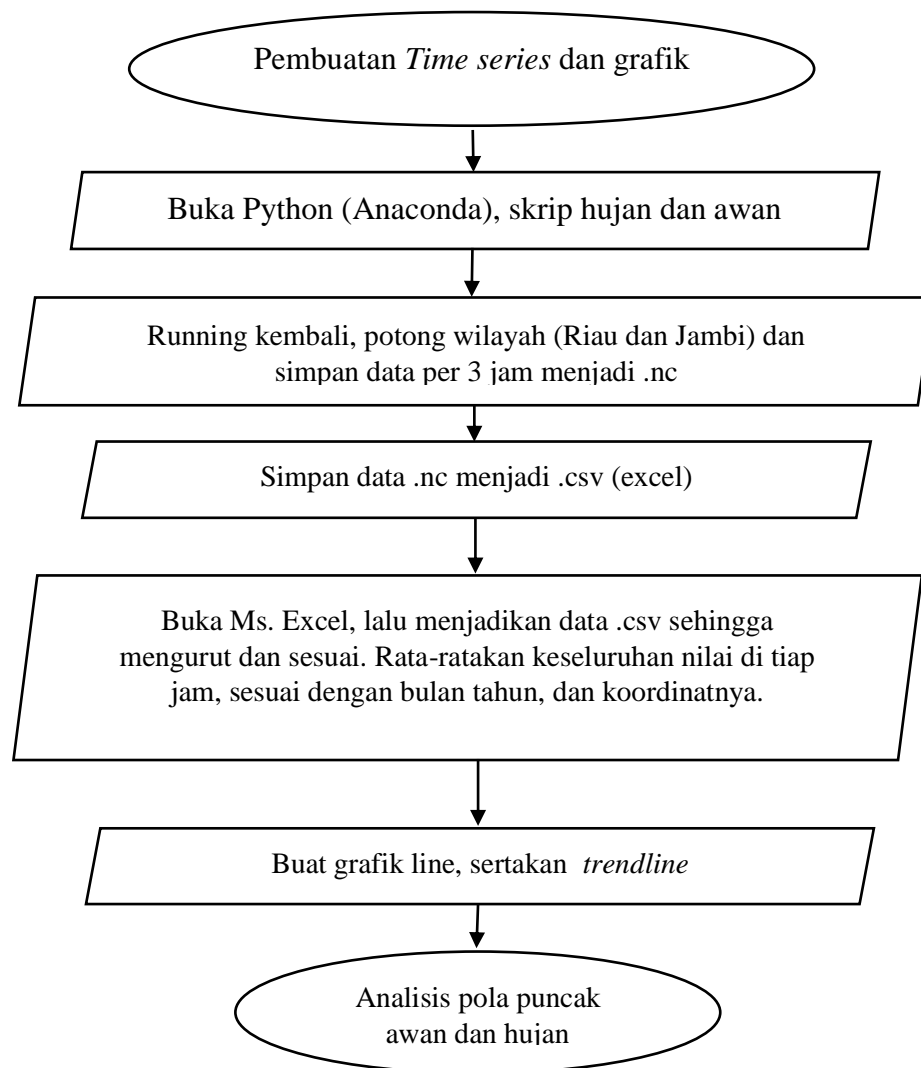 Pembuatan Time series dan grafik
Buka Python (Anaconda), skrip hujan dan awan
Running kembali, potong wilayah (Riau dan Jambi) dan
simpan data per 3 jam menjadi .nc
Simpan data .nc menjadi .csv (excel)
Buka Ms. Excel, lalu menjadikan data .csv sehingga
mengurut dan sesuai. Rata-ratakan keseluruhan nilai di tiap
jam, sesuai dengan bulan tahun, dan koordinatnya.
Buat grafik line, sertakan trendline
Analisis pola puncak
awan dan hujan